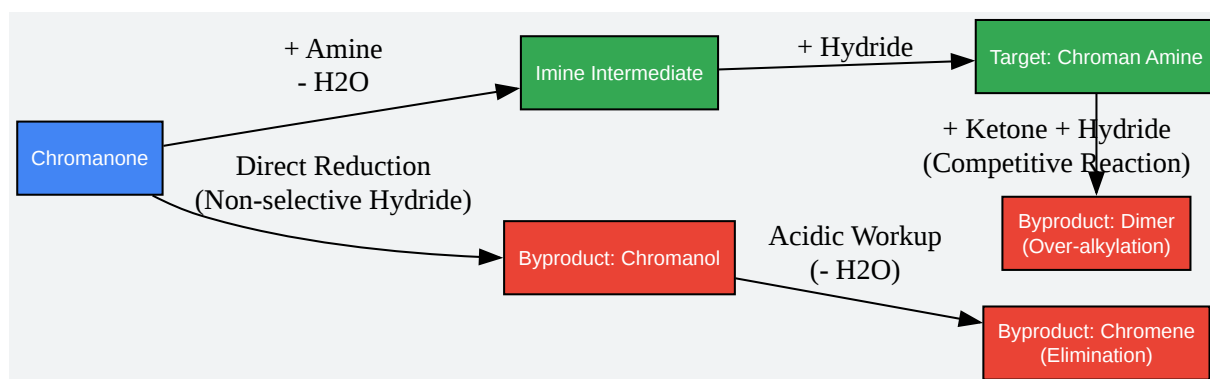 + Amine
- H2O
Imine Intermediate
+ Hydride
Target: Chroman Amine
Chromanone
Direct Reduction
(Non-selective Hydride)
+ Ketone + Hydride
(Competitive Reaction)
Byproduct: Dimer
(Over-alkylation)
Byproduct: Chromanol
Acidic Workup
(- H2O)
Byproduct: Chromene
(Elimination)